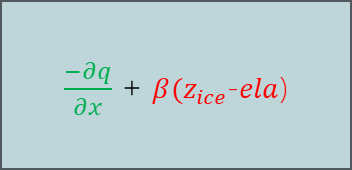 −∂q/∂x + β(z_ice-ela)